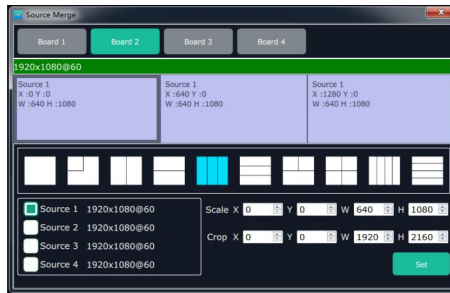 Source Merge
Board 1 Board 2 Board 3 Board 4
1920x1080@60
Source 1 Source 1 Source 1
X :0 Y :0 X :640 Y :0 X :1280 Y :0
W :640 H :1080 W :640 H :1080 W :640 H :1080
Source 1 1920x1080@60 Scale X 0 Y 0 W 640 H 1080
Source 2 1920x1080@60
Source 3 1920x1080@60 Crop X 0 Y 0 W 1920 H 2160
Source 4 1920x1080@60 Set